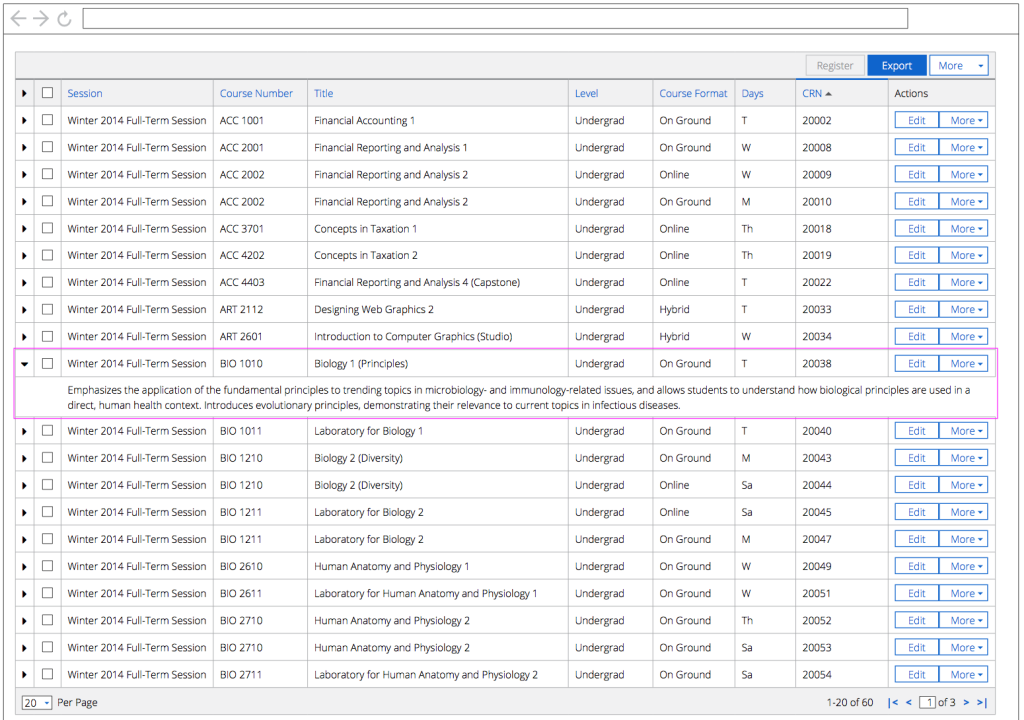 Register Export More
Session Course Number Title Level Course Format Days CRN Actions
Winter 2014 Full-Term Session ACC 1001 Financial Accounting 1 Undergrad On Ground T 20002 Edit More
Winter 2014 Full-Term Session ACC 2001 Financial Reporting and Analysis 1 Undergrad On Ground W 20008 Edit More
Winter 2014 Full-Term Session ACC 2002 Financial Reporting and Analysis 2 Undergrad Online W 20009 Edit More
Winter 2014 Full-Term Session ACC 2002 Financial Reporting and Analysis 2 Undergrad On Ground M 20010 Edit More
Winter 2014 Full-Term Session ACC 3701 Concepts in Taxation 1 Undergrad Online Th 20018 Edit More
Winter 2014 Full-Term Session ACC 4202 Concepts in Taxation 2 Undergrad Online Th 20019 Edit More
Winter 2014 Full-Term Session ACC 4403 Financial Reporting and Analysis 4 (Capstone) Undergrad Online T 20022 Edit More
Winter 2014 Full-Term Session ART 2112 Designing Web Graphics 2 Undergrad Hybrid T 20033 Edit More
Winter 2014 Full-Term Session ART 2601 Introduction to Computer Graphics (Studio) Undergrad Hybrid W 20034 Edit More
Winter 2014 Full-Term Session BIO 1010 Biology 1 (Principles) Undergrad On Ground T 20038 Edit More
Emphasizes the application of the fundamental principles to trending topics in microbiology- and immunology-related issues, and allows students to understand how biological principles are used in a
direct, human health context. Introduces evolutionary principles, demonstrating their relevance to current topics in infectious diseases.
Winter 2014 Full-Term Session BIO 1011 Laboratory for Biology 1 Undergrad On Ground T 20040 Edit More
Winter 2014 Full-Term Session BIO 1210 Biology 2 (Diversity) Undergrad On Ground M 20043 Edit More
Winter 2014 Full-Term Session BIO 1210 Biology 2 (Diversity) Undergrad Online Sa 20044 Edit More
Winter 2014 Full-Term Session BIO 1211 Laboratory for Biology 2 Undergrad Online Sa 20045 Edit More
Winter 2014 Full-Term Session BIO 1211 Laboratory for Biology 2 Undergrad On Ground M 20047 Edit More
Winter 2014 Full-Term Session BIO 2610 Human Anatomy and Physiology 1 Undergrad On Ground W 20049 Edit More
Winter 2014 Full-Term Session BIO 2611 Laboratory for Human Anatomy and Physiology 1 Undergrad On Ground W 20051 Edit More
Winter 2014 Full-Term Session BIO 2710 Human Anatomy and Physiology 2 Undergrad On Ground Th 20052 Edit More
Winter 2014 Full-Term Session BIO 2710 Human Anatomy and Physiology 2 Undergrad On Ground Sa 20053 Edit More
Winter 2014 Full-Term Session BIO 2711 Laboratory for Human Anatomy and Physiology 2 Undergrad On Ground Sa 20054 Edit More
20 Per Page 1-20 of 60 |< < 1 of 3 > >|